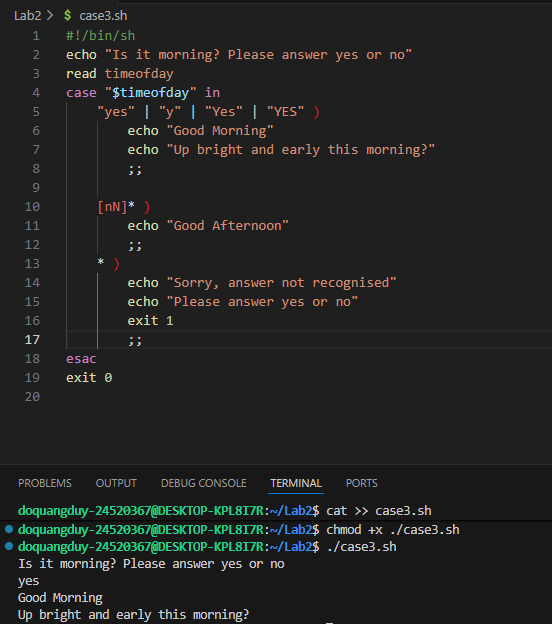 Lab2 > $ case3.sh
1 #!/bin/sh
2 echo "Is it morning? Please answer yes or no"
3 read timeofday
4 case "$timeofday" in
5     "yes" | "y" | "Yes" | "YES" )
6         echo "Good Morning"
7         echo "Up bright and early this morning?"
8         ;;
9
10     [nN]* )
11         echo "Good Afternoon"
12         ;;
13     * )
14         echo "Sorry, answer not recognised"
15         echo "Please answer yes or no"
16         exit 1
17         ;;
18 esac
19 exit 0
20
PROBLEMS OUTPUT DEBUG CONSOLE TERMINAL PORTS
doquangduy-24520367@DESKTOP-KPL8I7R:~/Lab2$ cat >> case3.sh
doquangduy-24520367@DESKTOP-KPL8I7R:~/Lab2$ chmod +x ./case3.sh
doquangduy-24520367@DESKTOP-KPL8I7R:~/Lab2$ ./case3.sh
Is it morning? Please answer yes or no
yes
Good Morning
Up bright and early this morning?